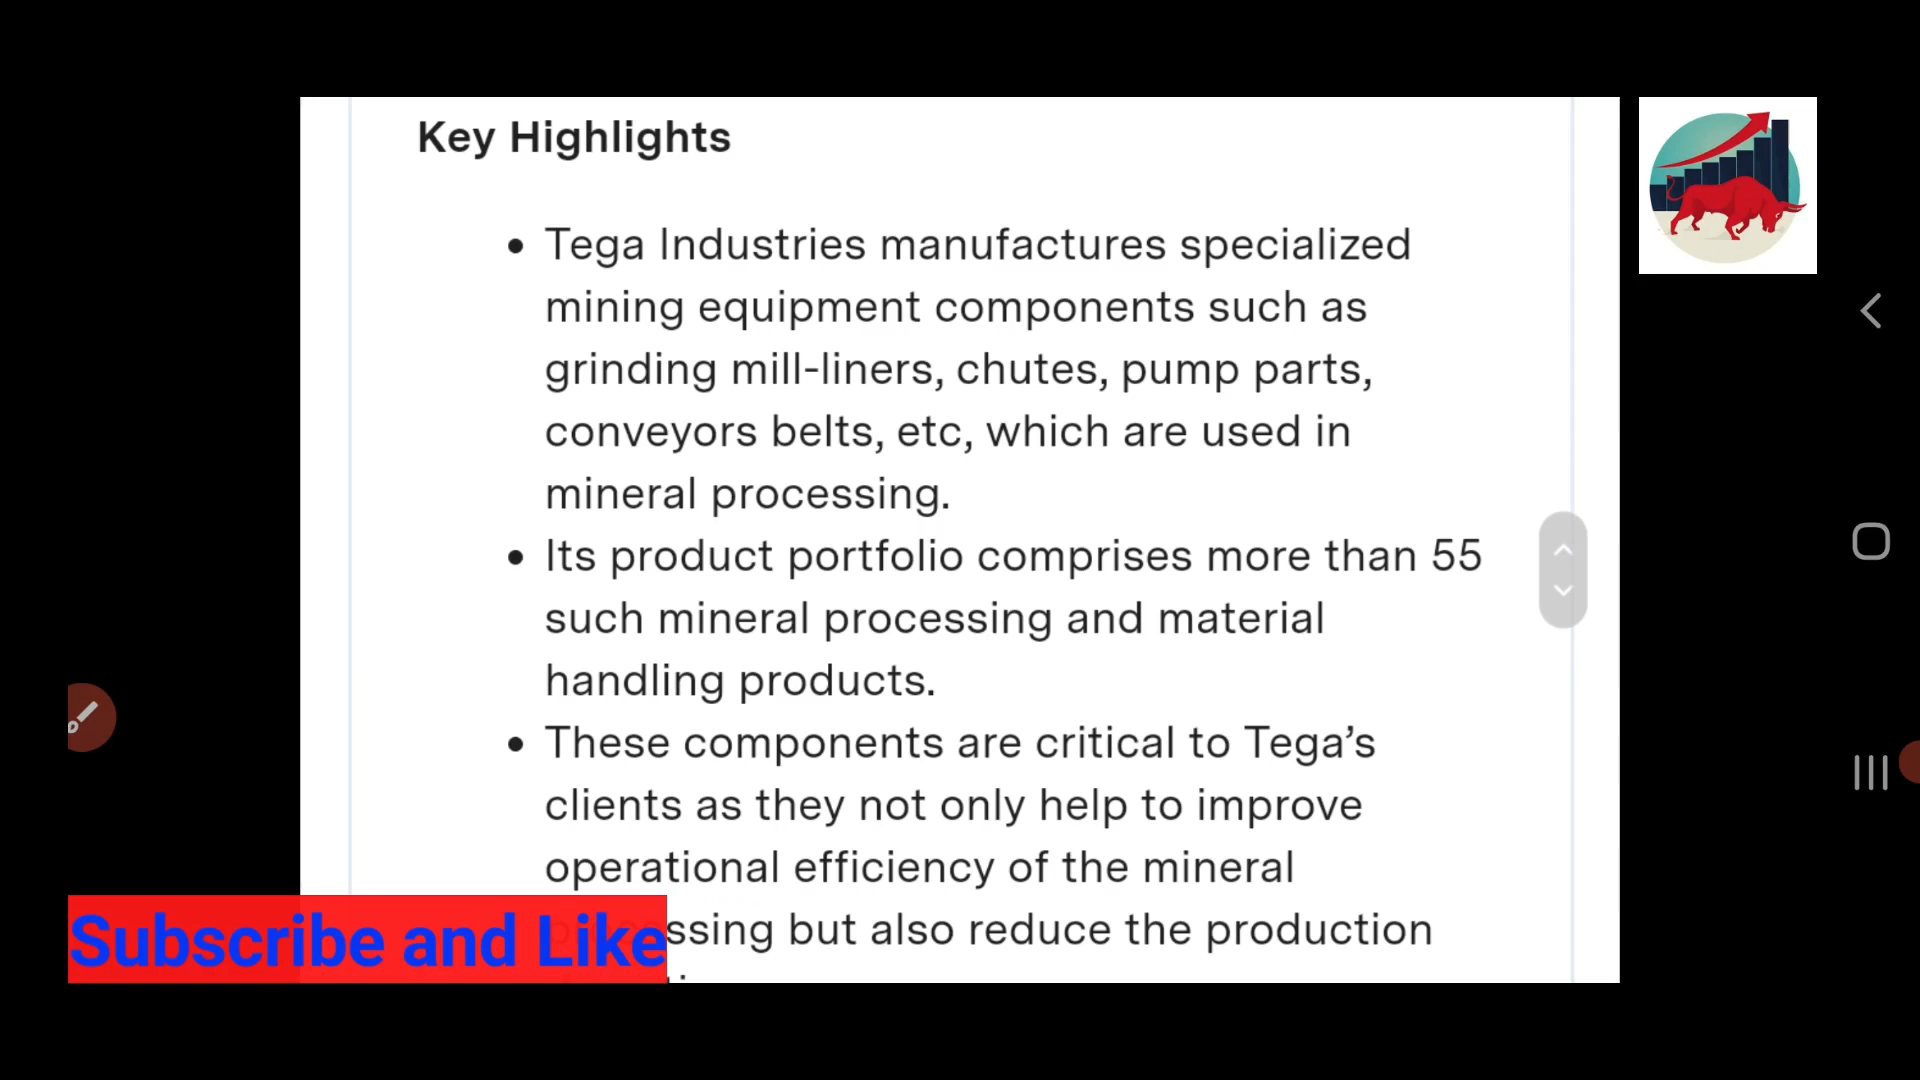 Key Highlights
• Tega Industries manufactures specialized
mining equipment components such as
grinding mill-liners, chutes, pump parts,
conveyors belts, etc, which are used in
mineral processing.
• Its product portfolio comprises more than 55
such mineral processing and material
handling products.
• These components are critical to Tega’s
clients as they not only help to improve
operational efficiency of the mineral
ssing but also reduce the production
Subscribe and Like